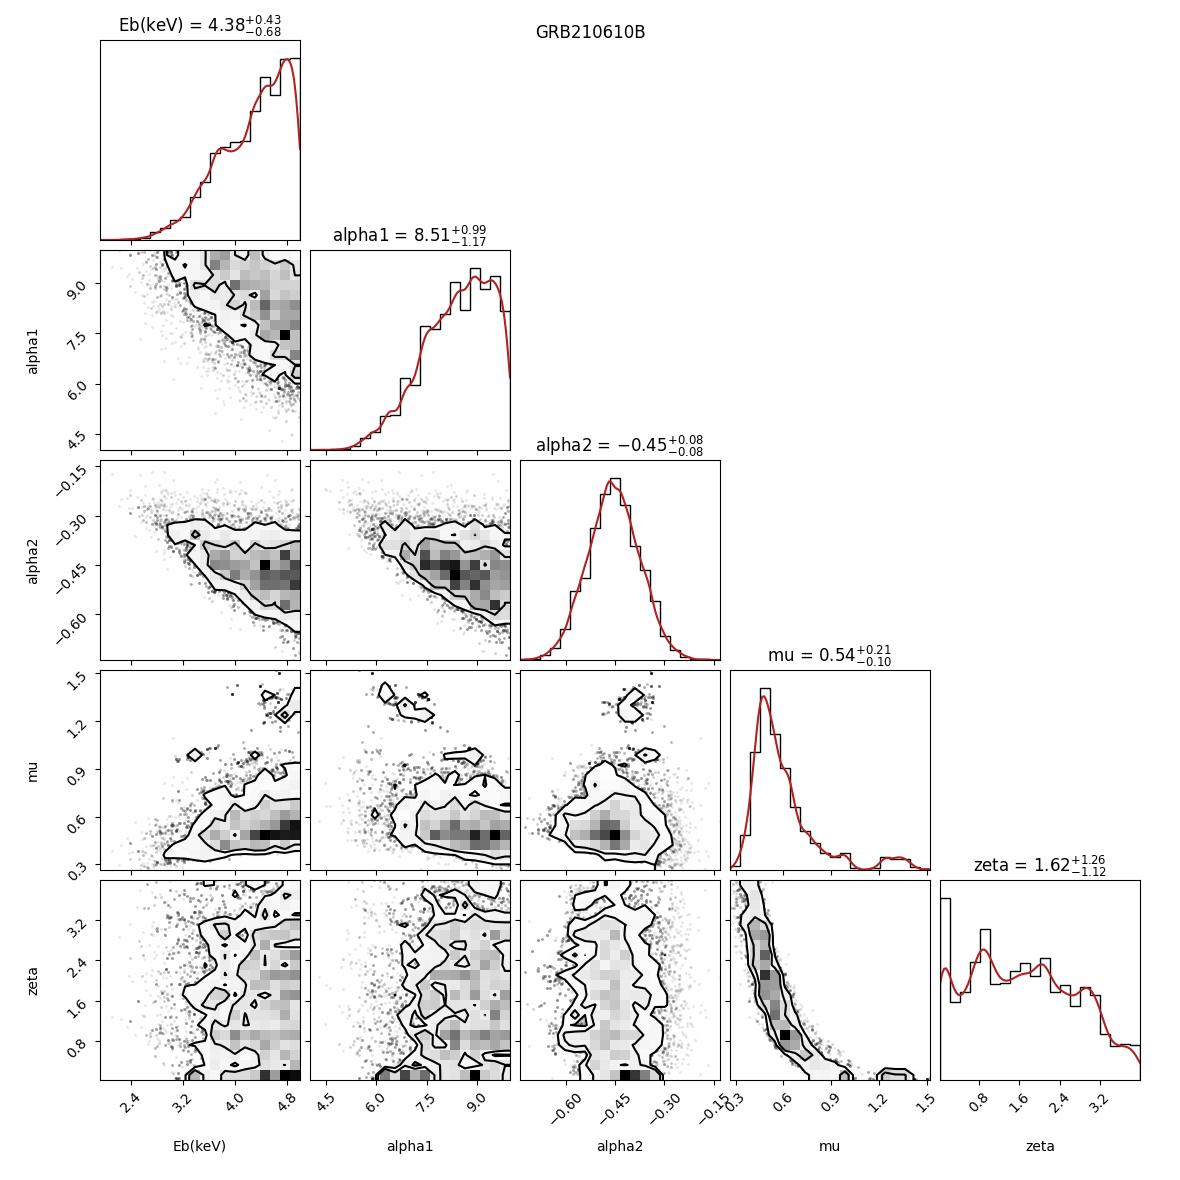 GRB210610B
Eb(keV) = 4.38+0.43 −0.68
alpha1 = 8.51+0.99 −1.17
9.0
7.5
6.0
4.5
alpha1
alpha2 = −0.45+0.08 −0.08
−0.15
−0.30
−0.45
−0.60
alpha2
mu = 0.54+0.21 −0.10
1.5
1.2
0.9
0.6
0.3
mu
zeta = 1.62+1.26 −1.12
3.2
2.4
1.6
0.8
zeta
2.4 3.2 4.0 4.8
4.5 6.0 7.5 9.0
−0.60 −0.45 −0.30 −0.15
0.3 0.6 0.9 1.2 1.5
0.8 1.6 2.4 3.2
Eb(keV) alpha1 alpha2 mu zeta